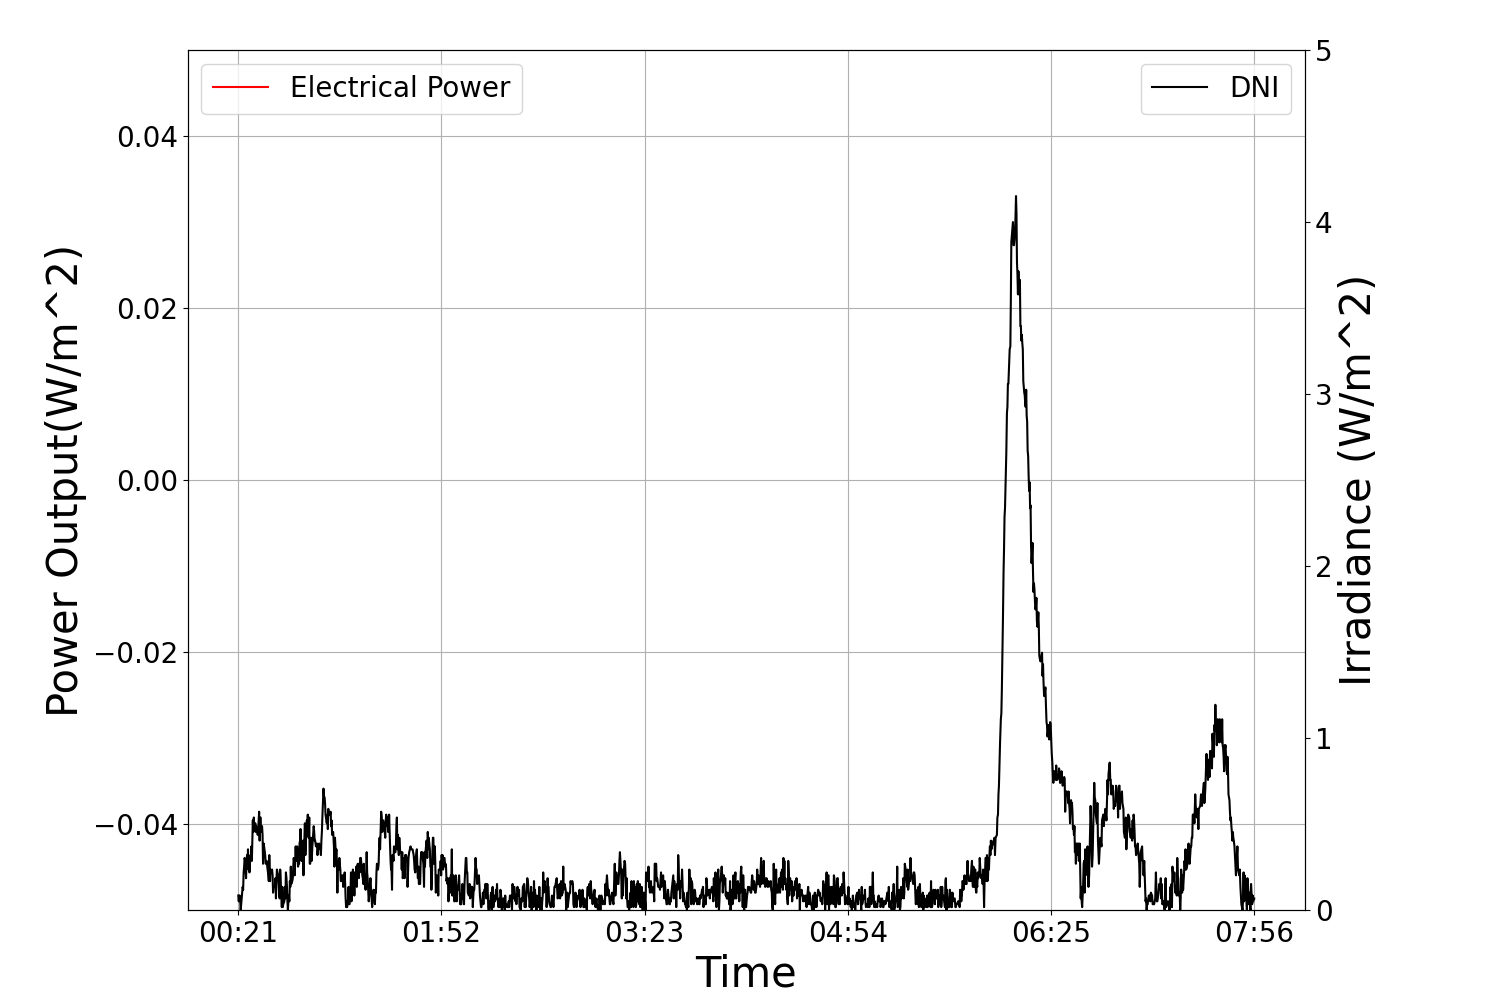 Electrical Power
DNI
Power Output(W/m^2)
0.04
0.02
0.00
−0.02
−0.04
5
4
3
2
1
0
Irradiance (W/m^2)
00:21 01:52 03:23 04:54 06:25 07:56
Time